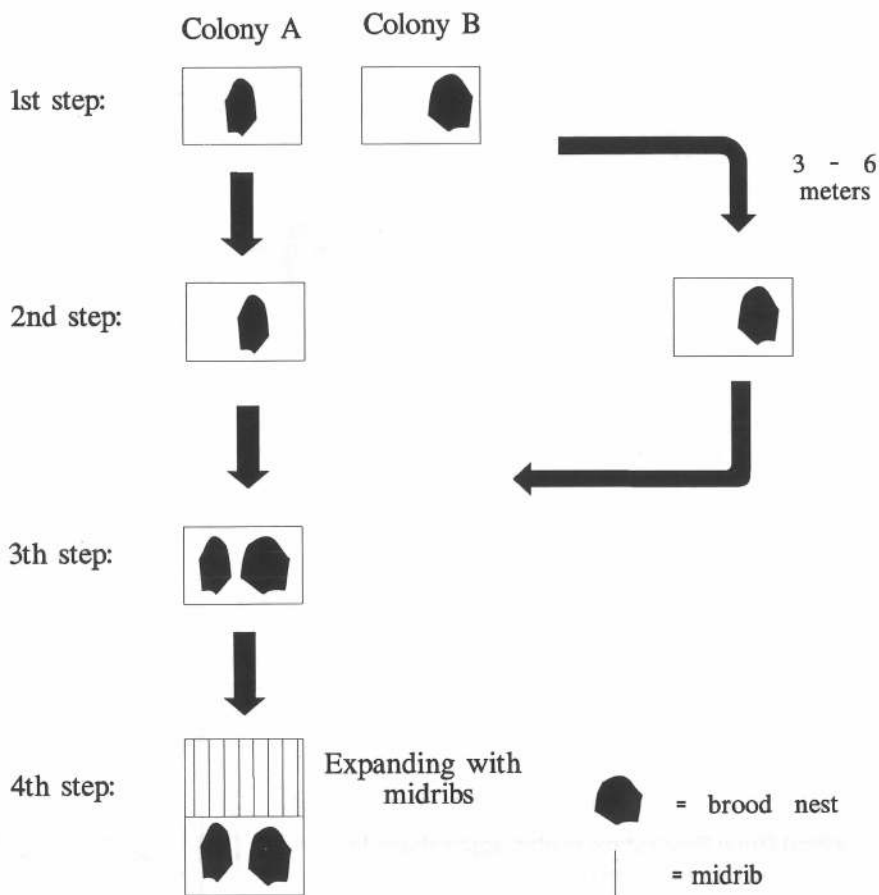 Colony A Colony B
1st step:
3 - 6
meters
2nd step:
3th step:
4th step:
Expanding with
midribs
= brood nest
= midrib